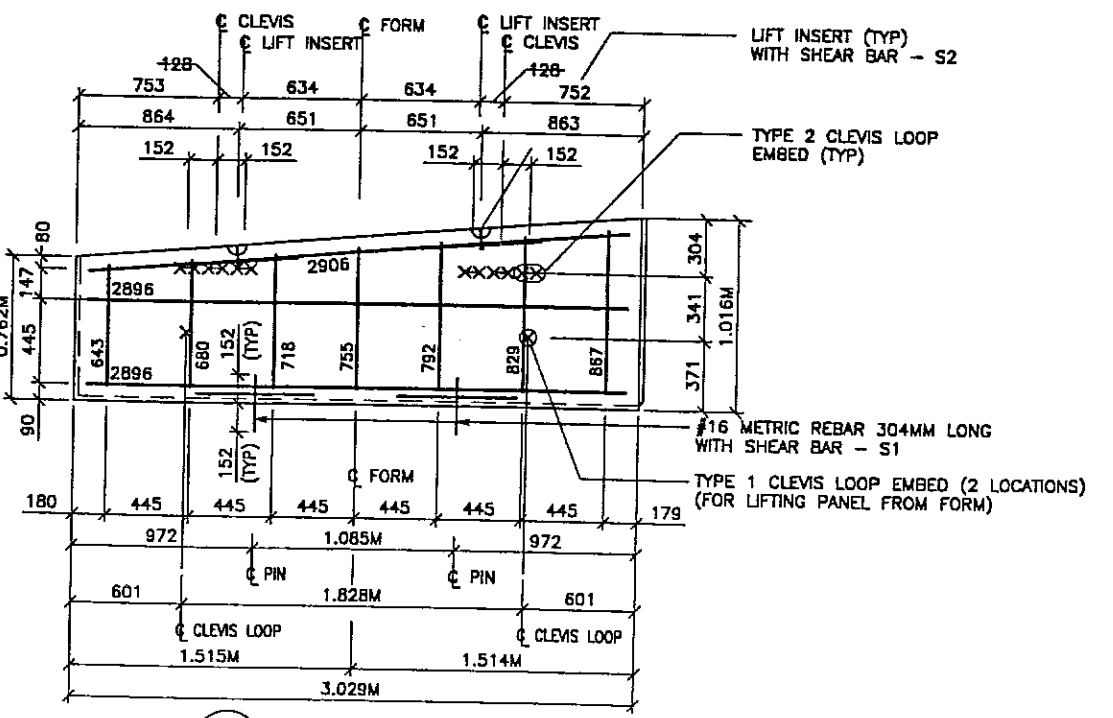 ℄ CLEVIS
℄ LIFT INSERT
℄ FORM
℄ LIFT INSERT
℄ CLEVIS
LIFT INSERT (TYP)
WITH SHEAR BAR - S2
128
128
753
634
634
752
864
651
651
863
TYPE 2 CLEVIS LOOP
EMBED (TYP)
152
152
152
152
80
147
445
90
0.762M
2906
2896
2896
643
680
152
(TYP)
718
755
792
829
867
304
341
371
1.016M
152
(TYP)
#16 METRIC REBAR 304MM LONG
WITH SHEAR BAR - S1
℄ FORM
TYPE 1 CLEVIS LOOP EMBED (2 LOCATIONS)
(FOR LIFTING PANEL FROM FORM)
180
445
445
445
445
445
445
179
972
1.085M
972
℄ PIN
℄ PIN
601
1.828M
601
℄ CLEVIS LOOP
℄ CLEVIS LOOP
1.515M
1.514M
3.029M